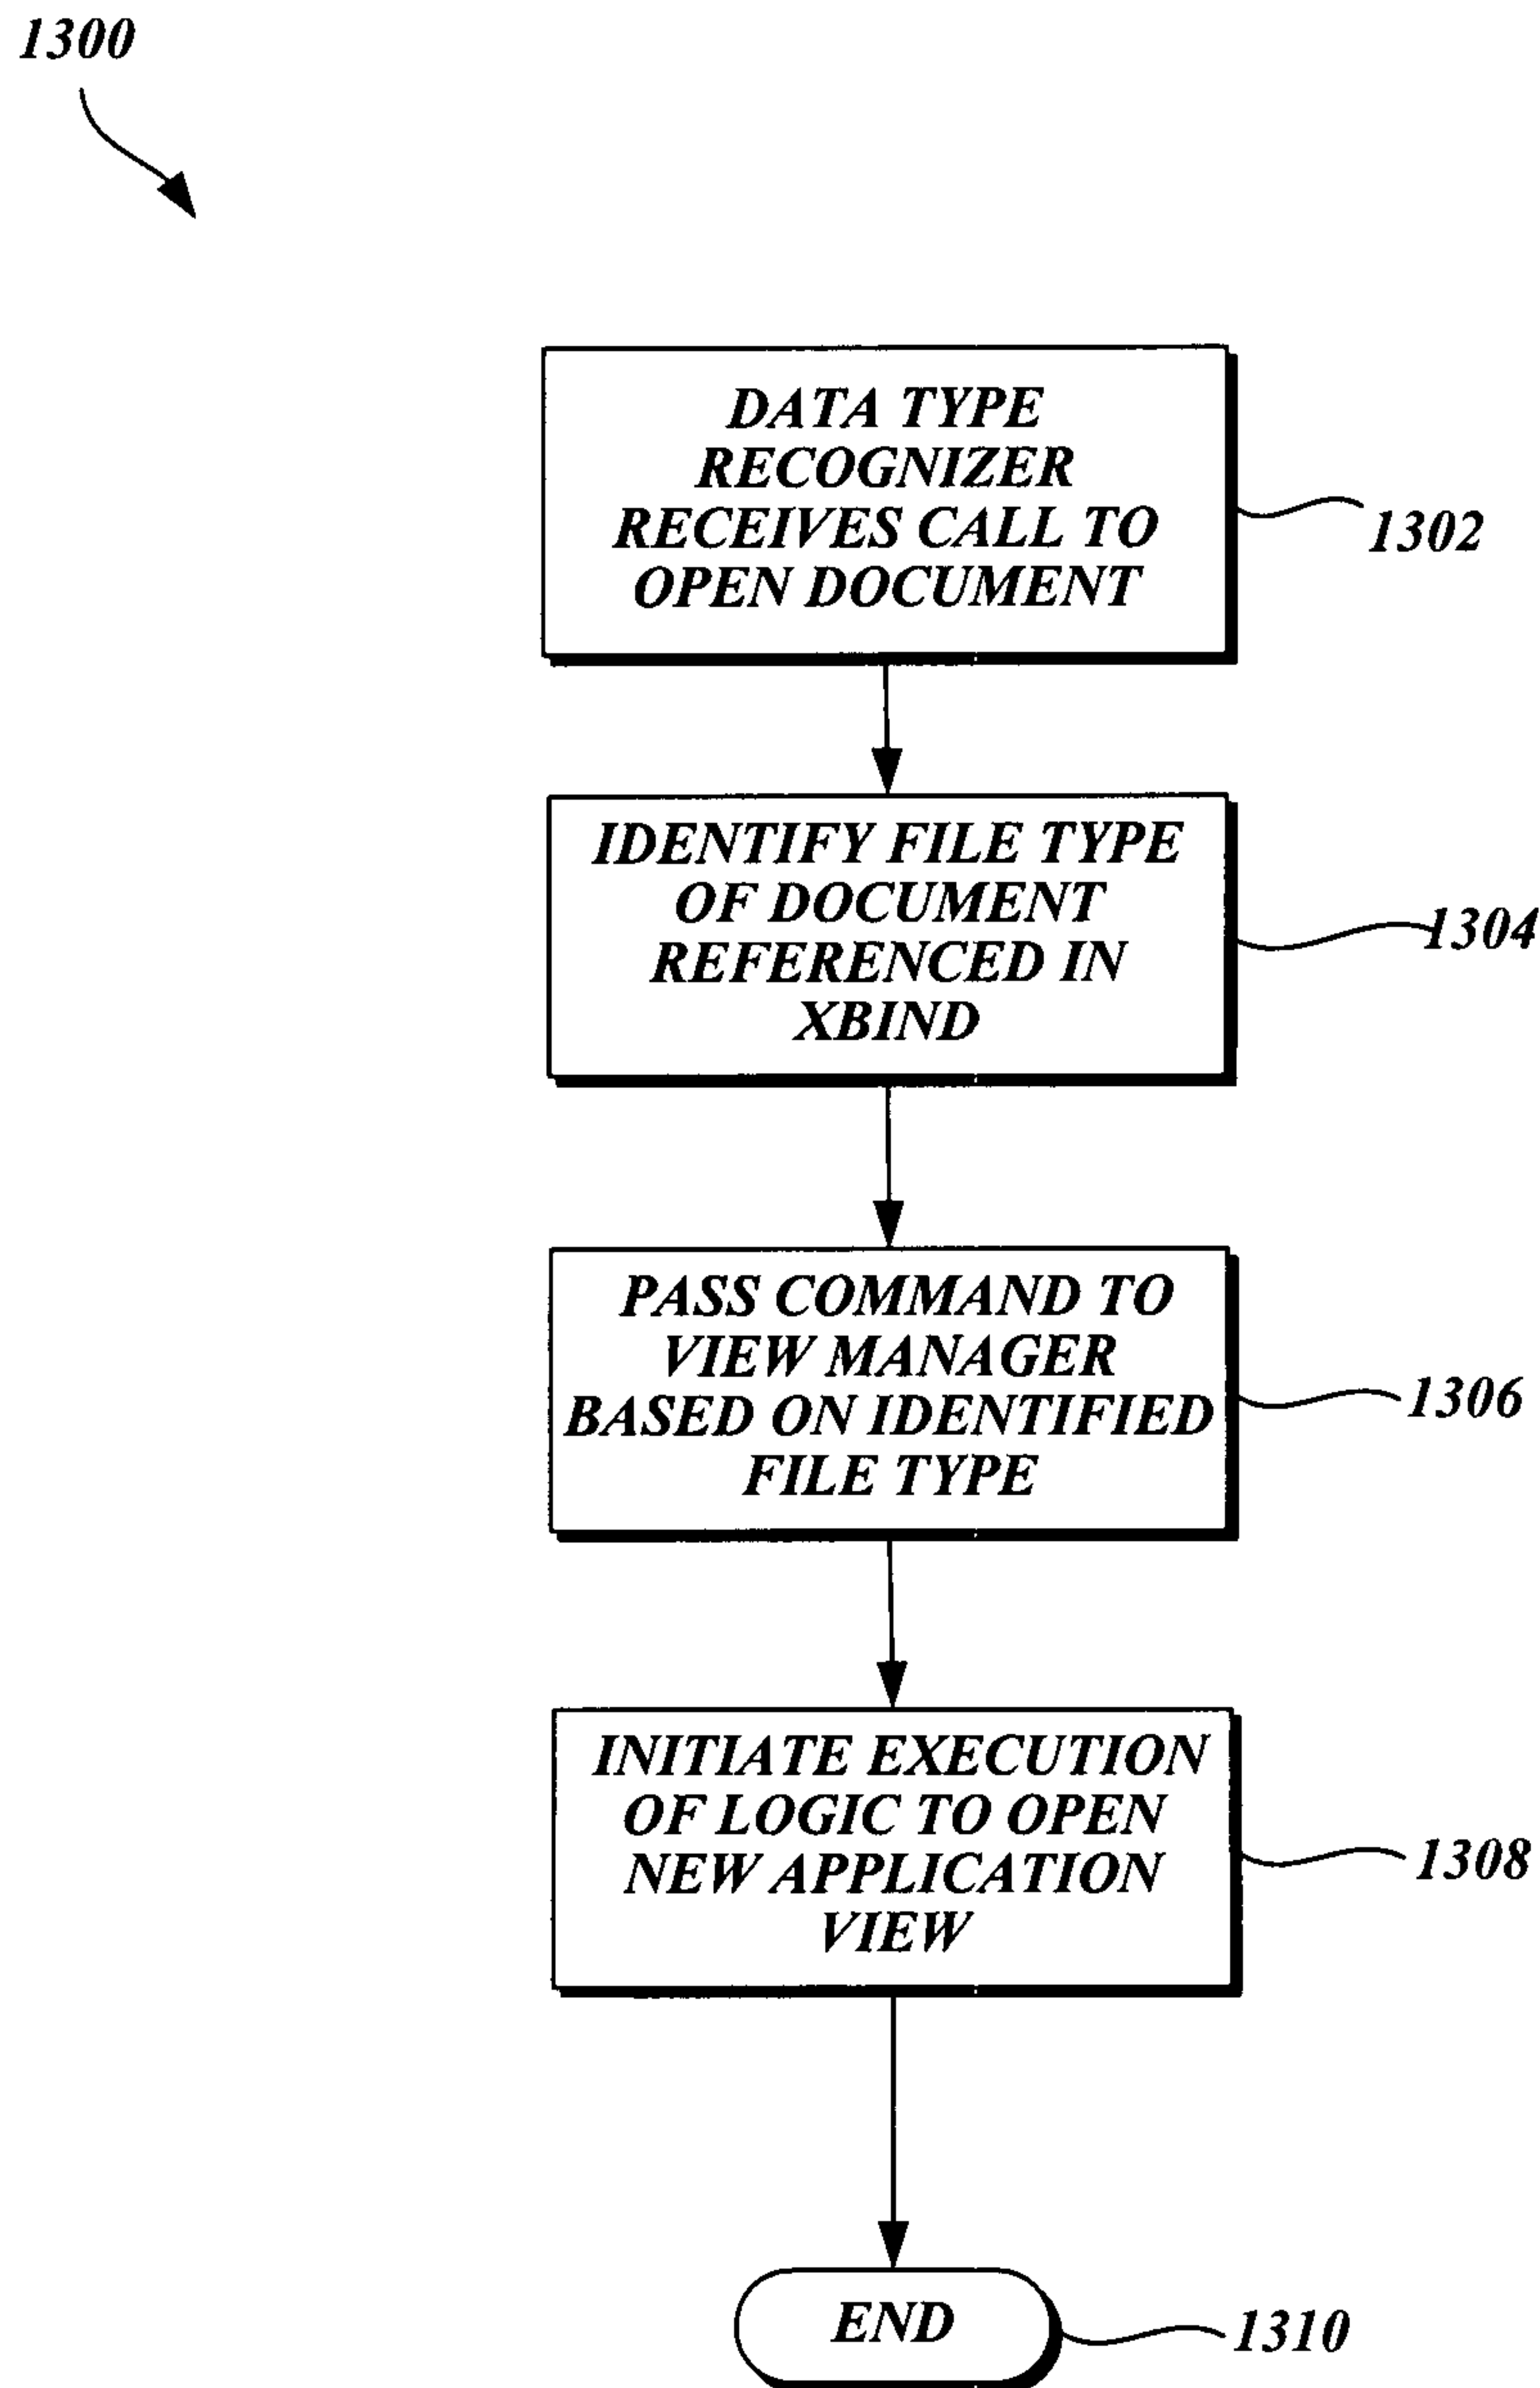 1300
DATA TYPE
RECOGNIZER
RECEIVES CALL TO
OPEN DOCUMENT
1302
IDENTIFY FILE TYPE
OF DOCUMENT
REFERENCED IN
XBIND
1304
PASS COMMAND TO
VIEW MANAGER
BASED ON IDENTIFIED
FILE TYPE
1306
INITIATE EXECUTION
OF LOGIC TO OPEN
NEW APPLICATION
VIEW
1308
END
1310